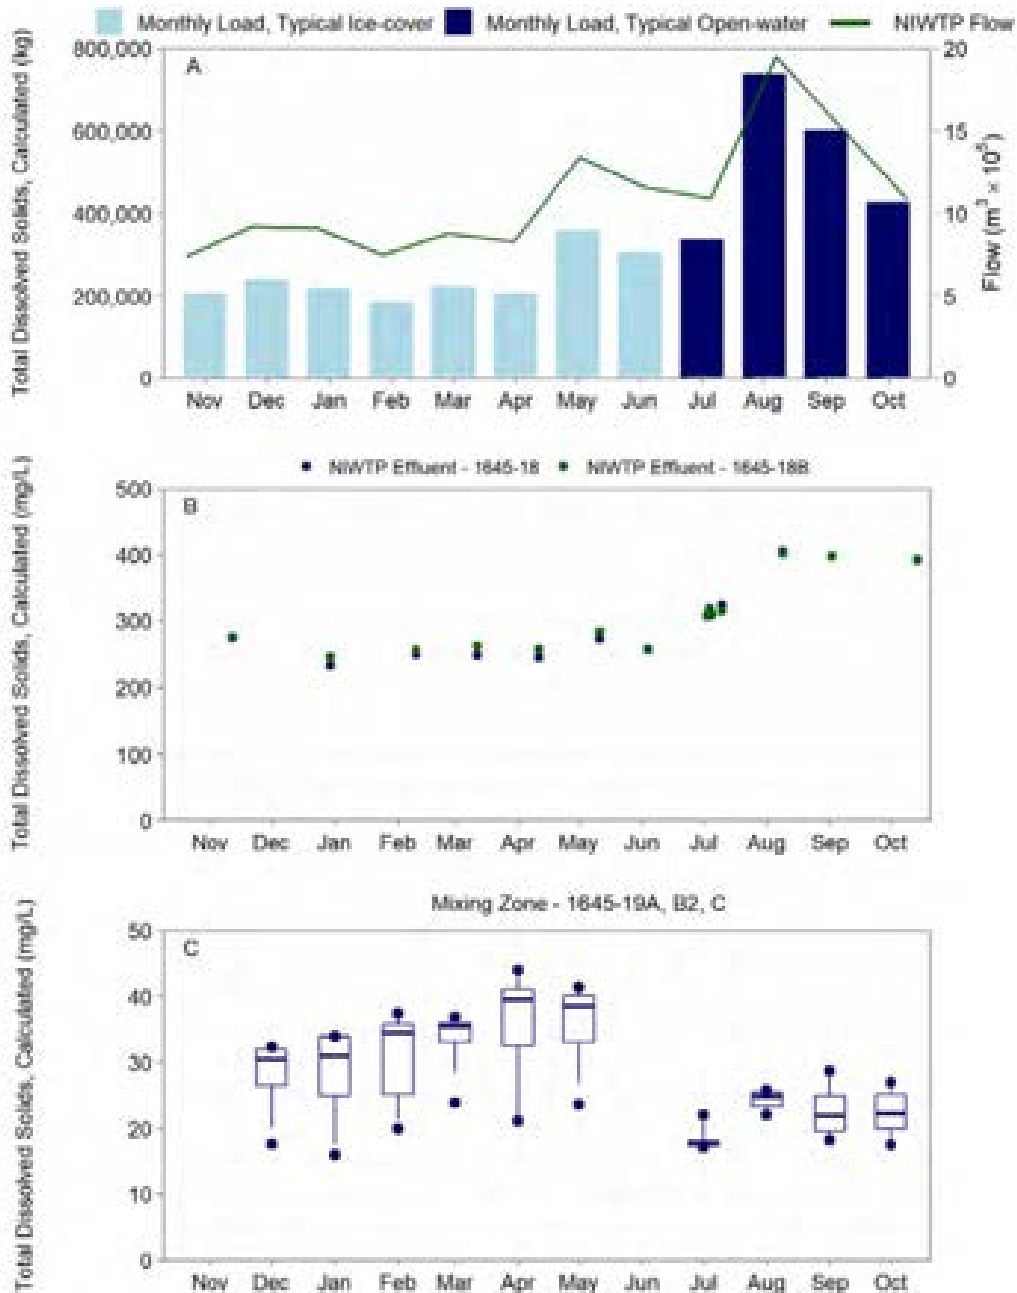 Monthly Load, Typical Ice-cover Monthly Load, Typical Open-water NIWTP Flow
Total Dissolved Solids, Calculated (kg)
800,000
600,000
400,000
200,000
0
A
20
15
10
5
0
Flow (m³ × 10⁵)
Nov Dec Jan Feb Mar Apr May Jun Jul Aug Sep Oct
NIWTP Effluent - 1645-18 NIWTP Effluent - 1645-18B
Total Dissolved Solids, Calculated (mg/L)
500
400
300
200
100
0
B
Nov Dec Jan Feb Mar Apr May Jun Jul Aug Sep Oct
Mixing Zone - 1645-19A, B2, C
Total Dissolved Solids, Calculated (mg/L)
50
40
30
20
10
0
C
Nov Dec Jan Feb Mar Apr May Jun Jul Aug Sep Oct